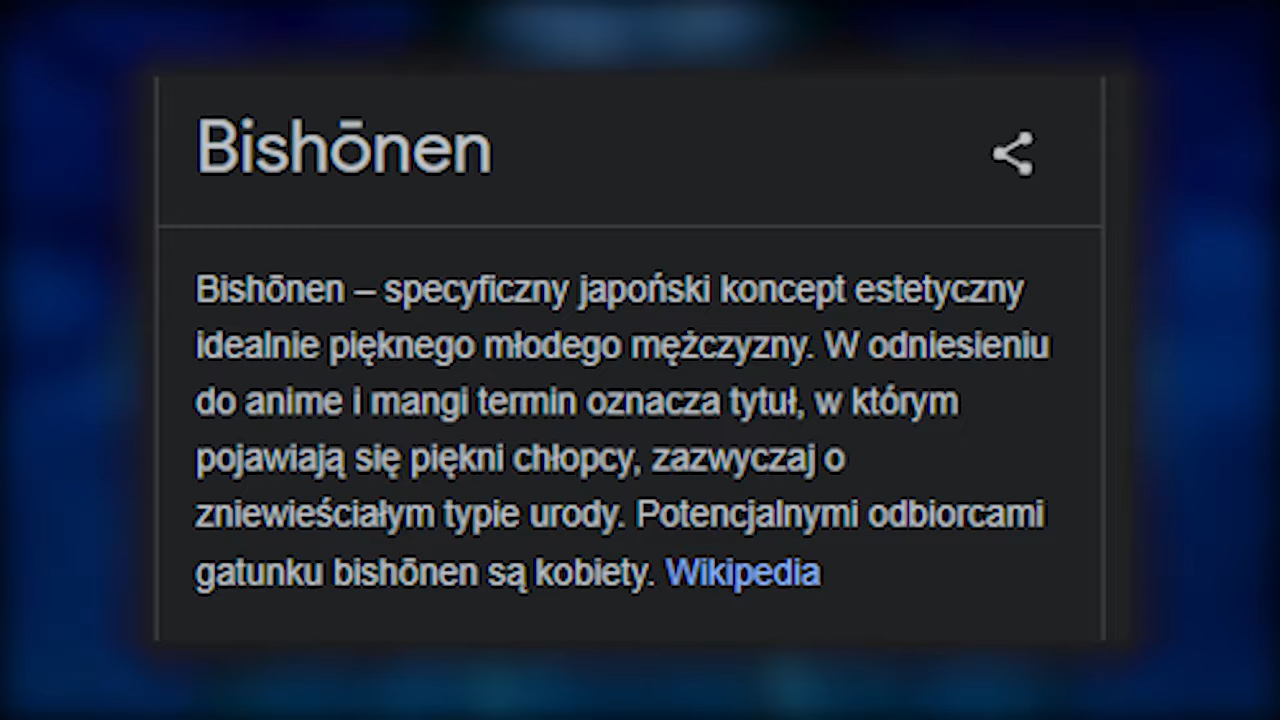 Bishōnen
Bishōnen – specyficzny japoński koncept estetyczny
idealnie pięknego młodego mężczyzny. W odniesieniu
do anime i mangi termin oznacza tytuł, w którym
pojawiają się piękni chłopcy, zazwyczaj o
zniewieściałym typie urody. Potencjalnymi odbiorcami
gatunku bishōnen są kobiety. Wikipedia